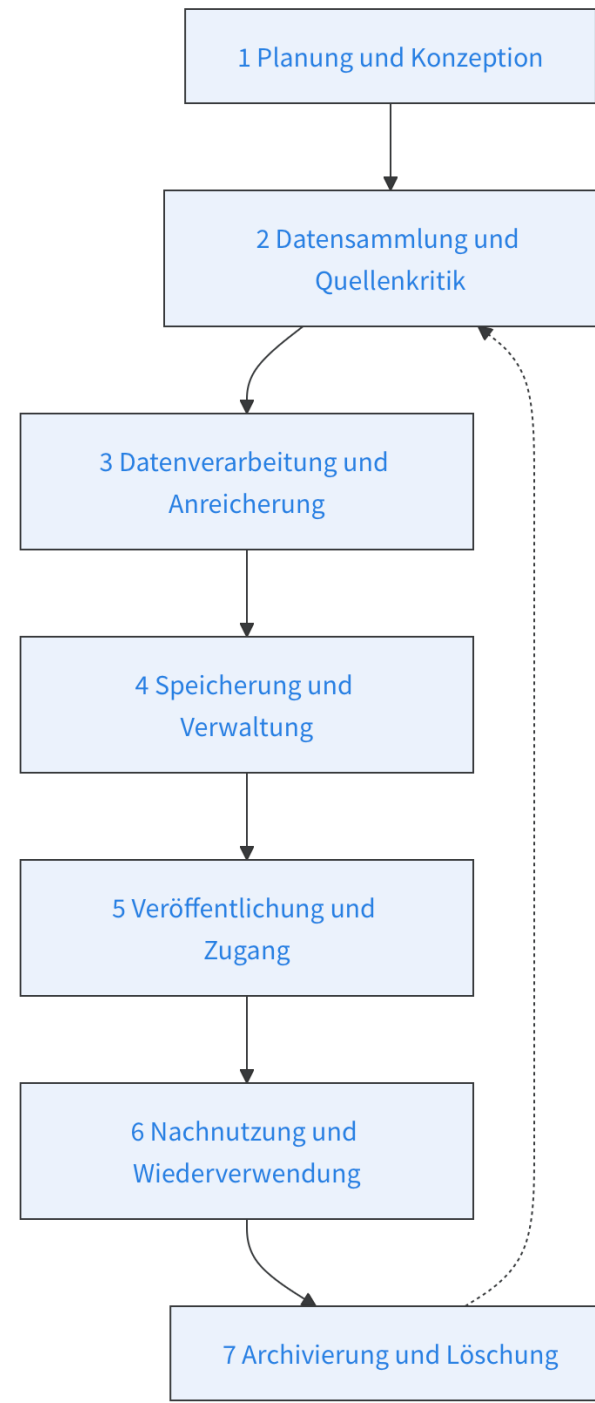 1 Planung und Konzeption
2 Datensammlung und
Quellenkritik
3 Datenverarbeitung und
Anreicherung
4 Speicherung und
Verwaltung
5 Veröffentlichung und
Zugang
6 Nachnutzung und
Wiederverwendung
7 Archivierung und Löschung